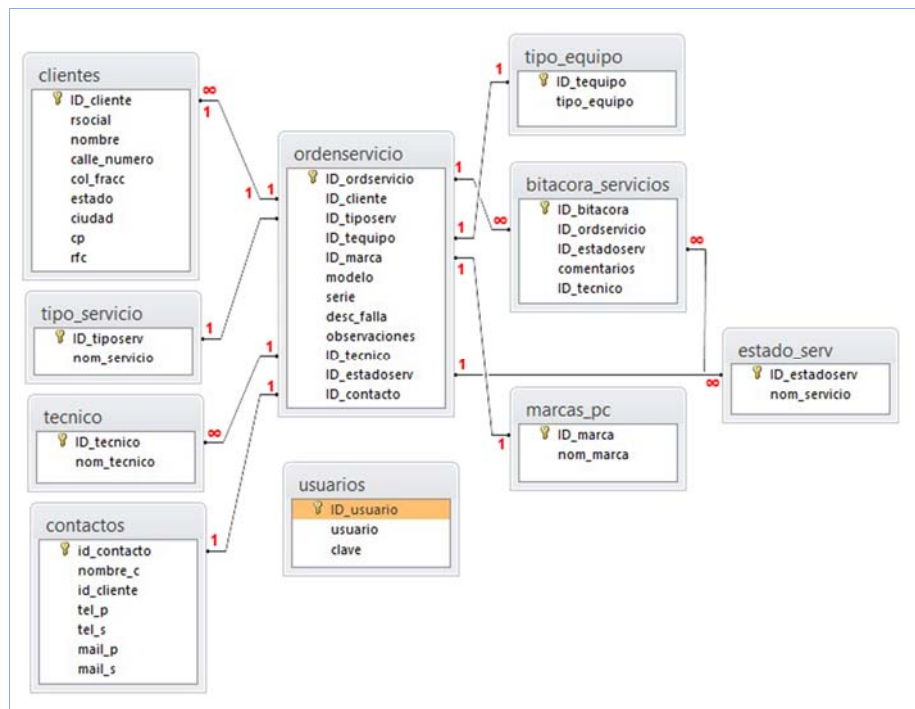 clientes
ID_cliente
rsocial
nombre
calle_numero
col_fracc
estado
ciudad
cp
rfc
∞
1
1
1
tipo_servicio
ID_tiposerv
nom_servicio
1
tecnico
ID_tecnico
nom_tecnico
∞
1
contactos
id_contacto
nombre_c
id_cliente
tel_p
tel_s
mail_p
mail_s
1
1
ordenservicio
ID_ordservicio
ID_cliente
ID_tiposerv
ID_tequipo
ID_marca
modelo
serie
desc_falla
observaciones
ID_tecnico
ID_estadoserv
ID_contacto
1
1
1
1
usuarios
ID_usuario
usuario
clave
tipo_equipo
ID_tequipo
tipo_equipo
1
bitacora_servicios
ID_bitacora
ID_ordservicio
ID_estadoserv
comentarios
ID_tecnico
∞
∞
marcas_pc
ID_marca
nom_marca
1
estado_serv
ID_estadoserv
nom_servicio
∞